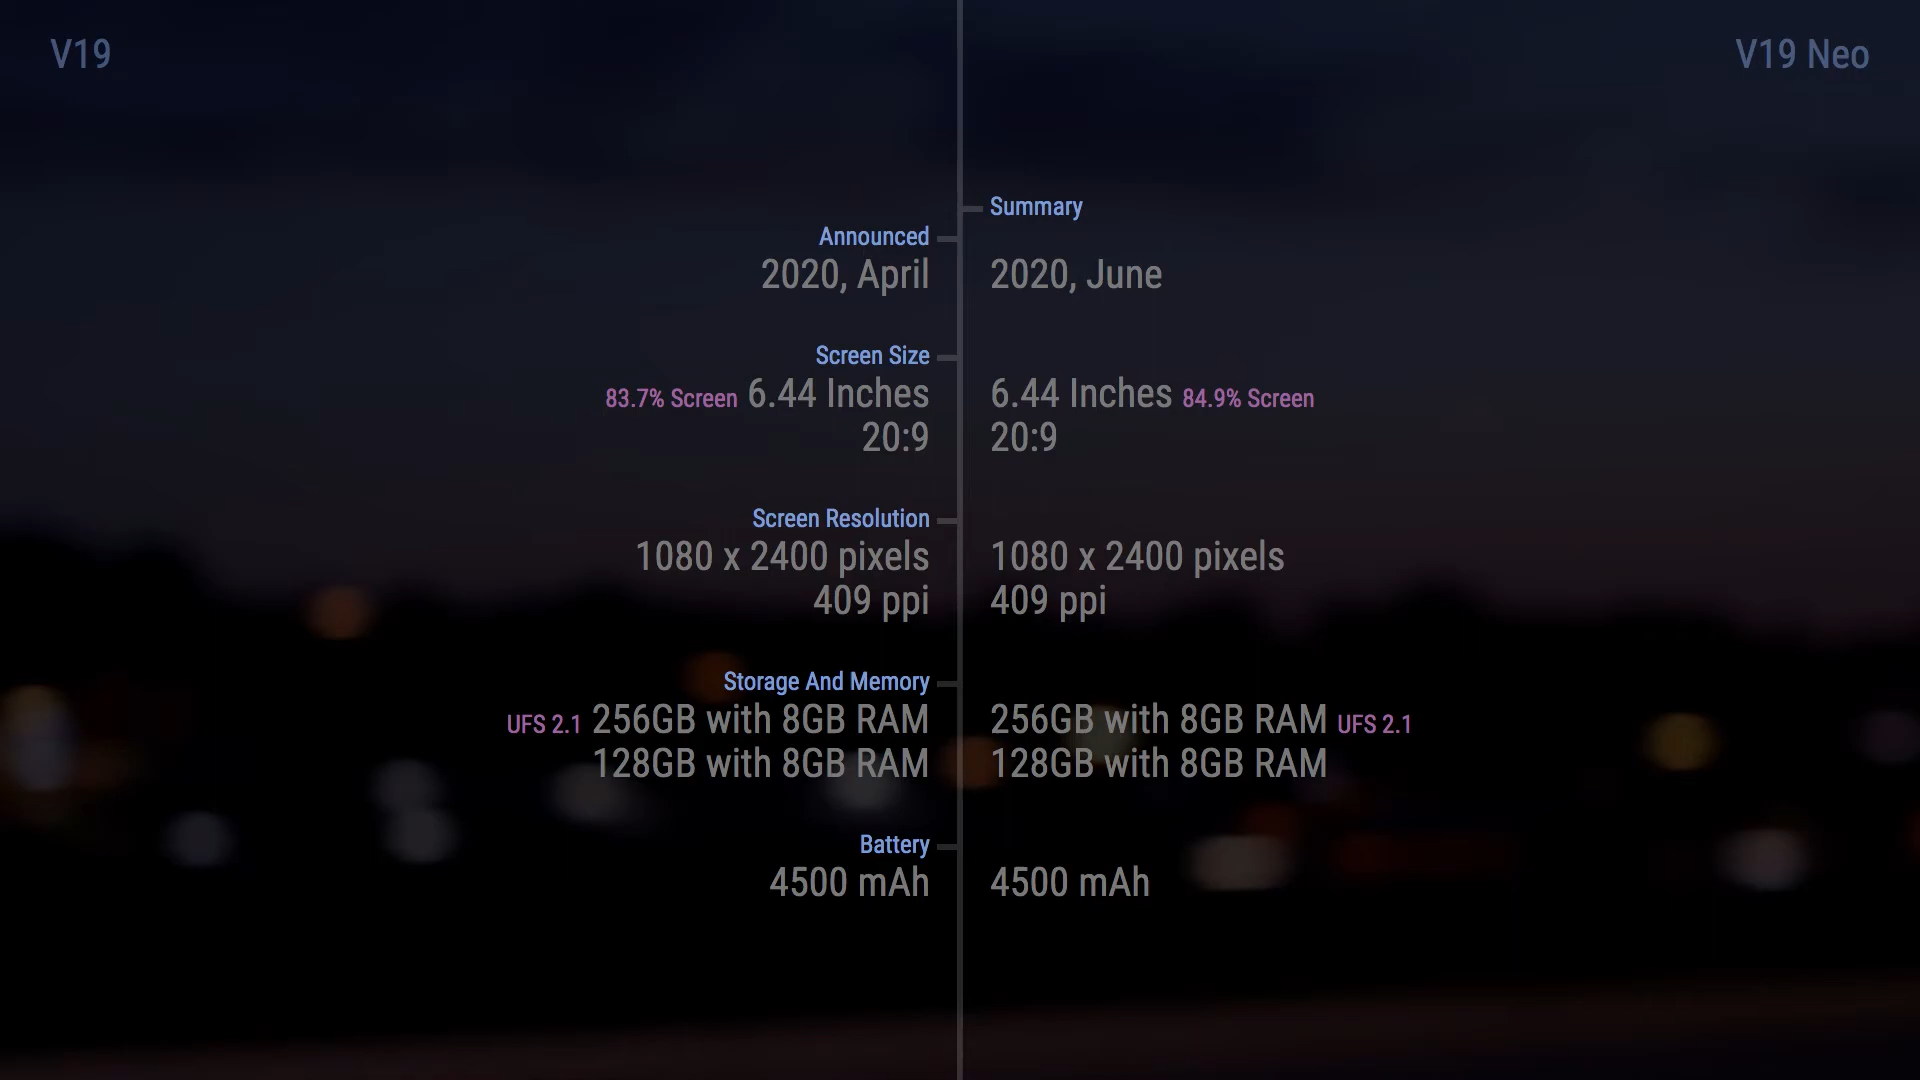 V19
V19 Neo
Summary
Announced
2020, April
2020, June
Screen Size
83.7% Screen 6.44 Inches
6.44 Inches 84.9% Screen
20:9
20:9
Screen Resolution
1080 x 2400 pixels
1080 x 2400 pixels
409 ppi
409 ppi
Storage And Memory
UFS 2.1 256GB with 8GB RAM
256GB with 8GB RAM UFS 2.1
128GB with 8GB RAM
128GB with 8GB RAM
Battery
4500 mAh
4500 mAh